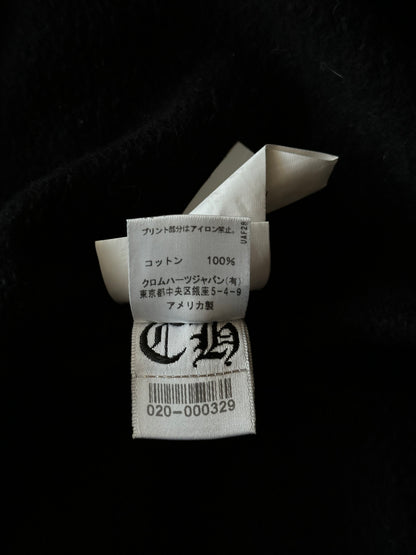 プリント部分はアイロン禁止。
UAF28
コットン 100%
クロムハーツジャパン(有)
東京都中央区銀座5-4-9
アメリカ製
CH
020-000329